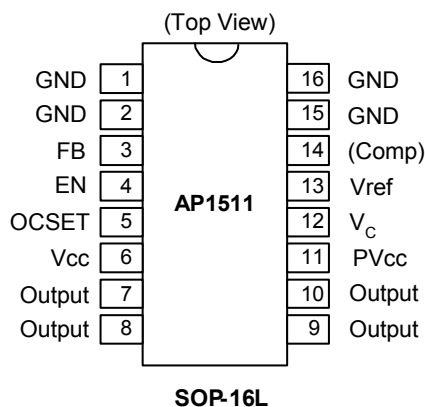 (Top View)
GND 1 16 GND
GND 2 15 GND
FB 3 14 (Comp)
EN 4 13 Vref
AP1511
OCSET 5 12 VC
Vcc 6 11 PVcc
Output 7 10 Output
Output 8 9 Output
SOP-16L